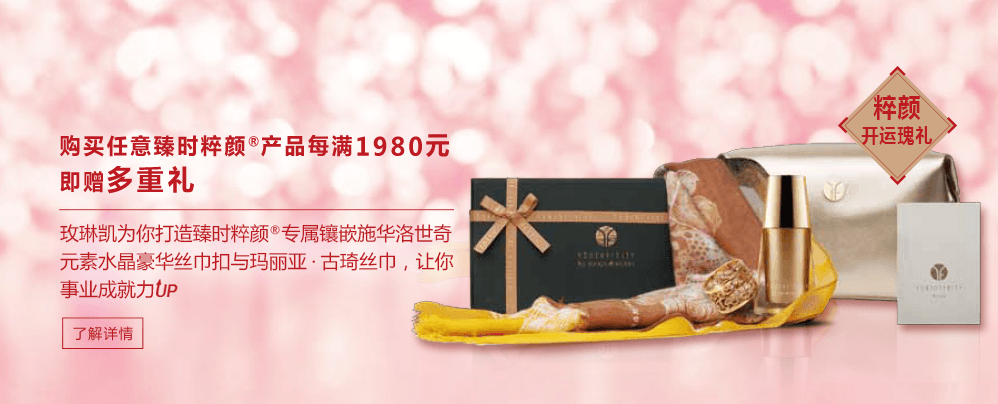 购买任意臻时粹颜®产品每满1980元
即赠多重礼
玫琳凯为你打造臻时粹颜®专属镶嵌施华洛世奇
元素水晶豪华丝巾扣与玛丽亚·古琦丝巾，让你
事业成就力UP
了解详情
粹颜
开运瑰礼